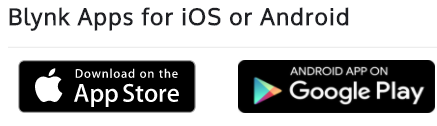 Blynk Apps for iOS or Android
Download on the
App Store
ANDROID APP ON
Google Play